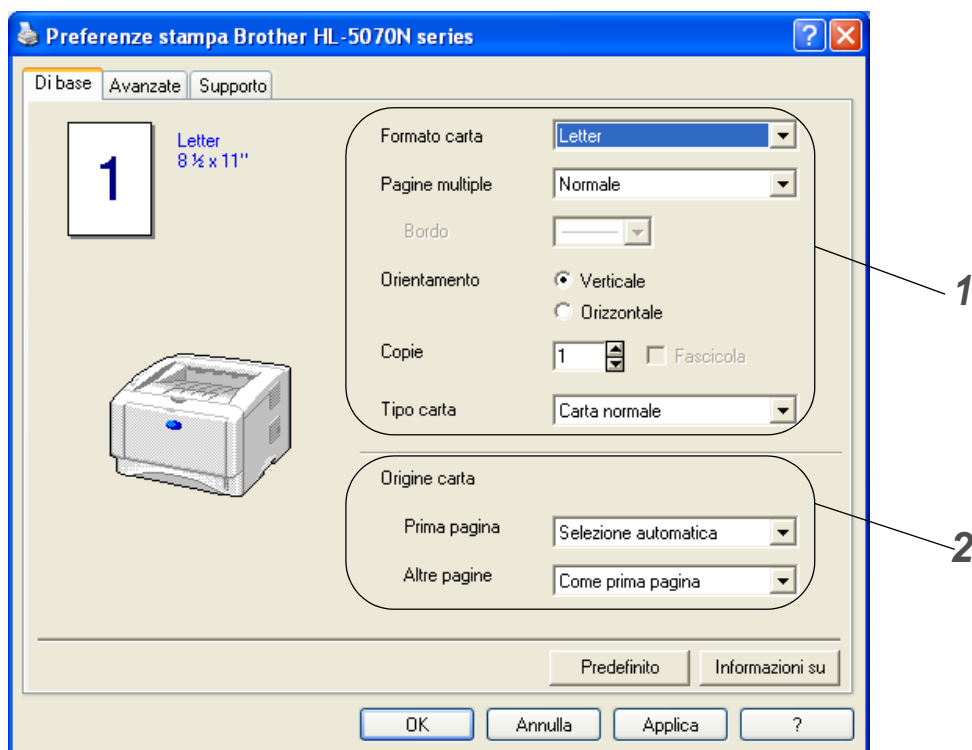 Preferenze stampa Brother HL-5070N series
Di base
Avanzate
Supporto
1
Letter
8 ½ x 11"
Formato carta
Letter
Pagine multiple
Normale
Bordo
Orientamento
Verticale
Orizzontale
1
Copie
1
Fascicola
Tipo carta
Carta normale
Origine carta
Prima pagina
Selezione automatica
2
Altre pagine
Come prima pagina
Predefinito
Informazioni su
OK
Annulla
Applica
?